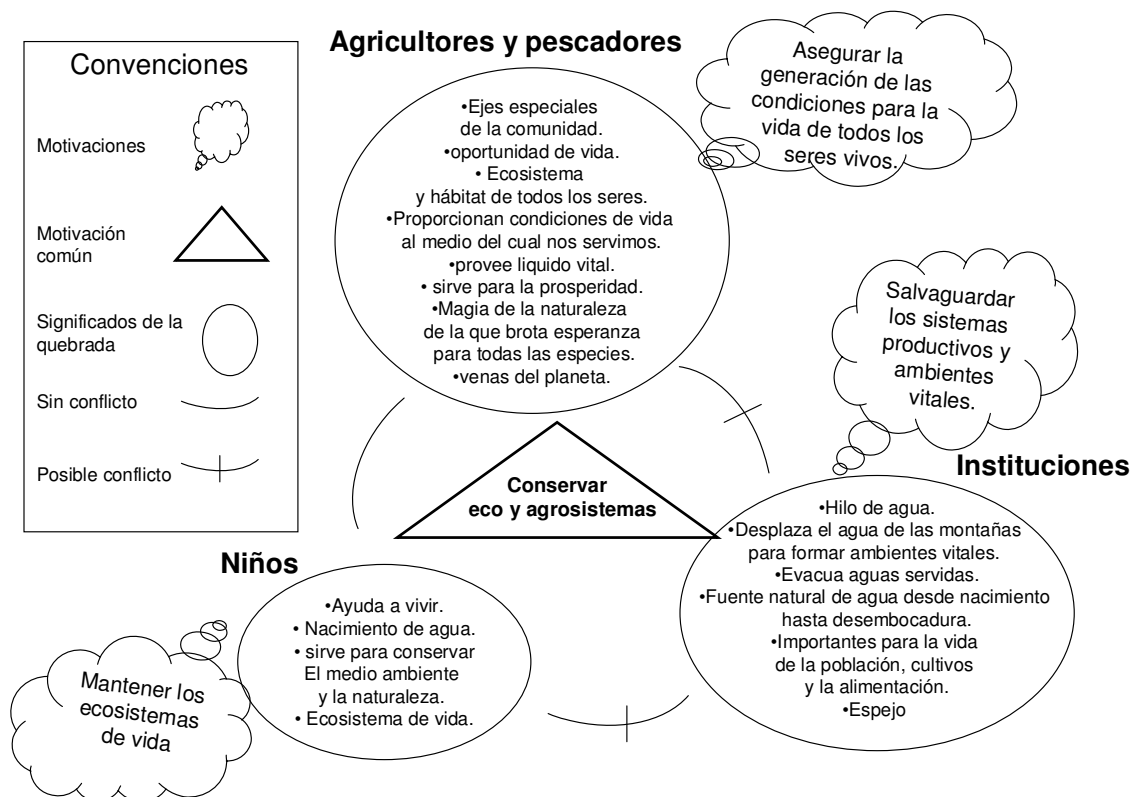 Convenciones
Motivaciones
Motivación
común
Significados de la
quebrada
Sin conflicto
Posible conflicto
Agricultores y pescadores
•Ejes especiales
de la comunidad.
•oportunidad de vida.
• Ecosistema
y hábitat de todos los seres.
•Proporcionan condiciones de vida
al medio del cual nos servimos.
•provee liquido vital.
• sirve para la prosperidad.
•Magia de la naturaleza
de la que brota esperanza
para todas las especies.
•venas del planeta.
Asegurar la
generación de las
condiciones para la
vida de todos los
seres vivos.
Salvaguardar
los sistemas
productivos y
ambientes
vitales.
Instituciones
•Hilo de agua.
•Desplaza el agua de las montañas
para formar ambientes vitales.
•Evacua aguas servidas.
•Fuente natural de agua desde nacimiento
hasta desembocadura.
•Importantes para la vida
de la población, cultivos
y la alimentación.
•Espejo
Conservar
eco y agrosistemas
Niños
•Ayuda a vivir.
• Nacimiento de agua.
• sirve para conservar
El medio ambiente
y la naturaleza.
• Ecosistema de vida.
Mantener los
ecosistemas
de vida